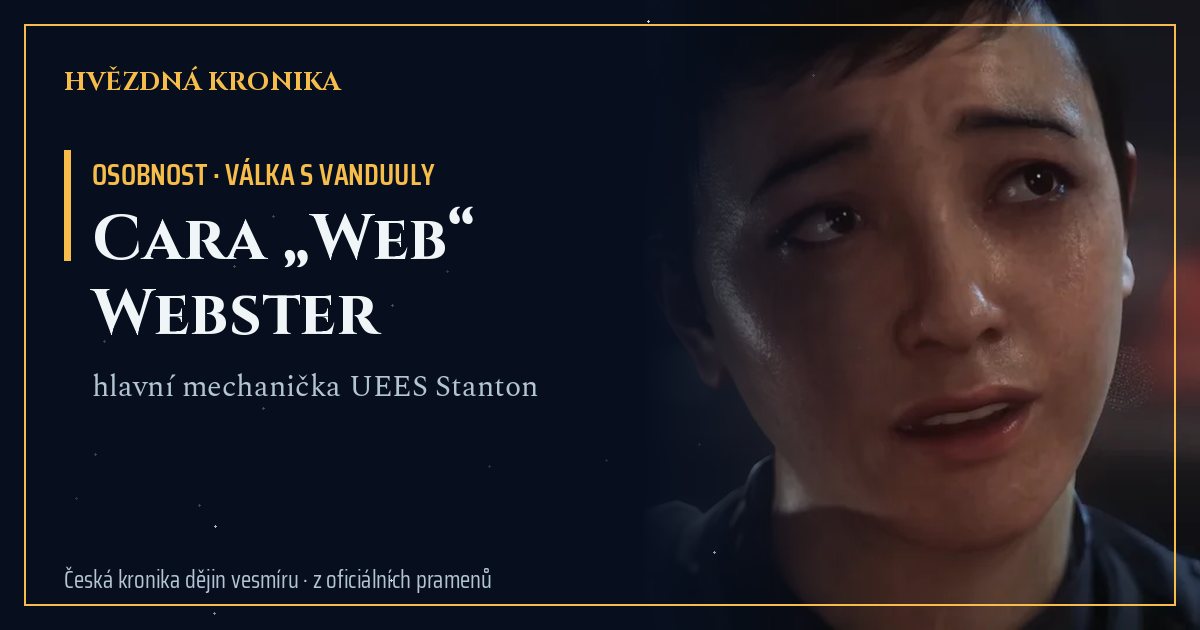 HVĚZDNÁ KRONIKA
OSOBNOST · VÁLKA S VANDUULY
Cara „Web“
Webster
hlavní mechanička UEES Stanton
Česká kronika dějin vesmíru · z oficiálních pramenů